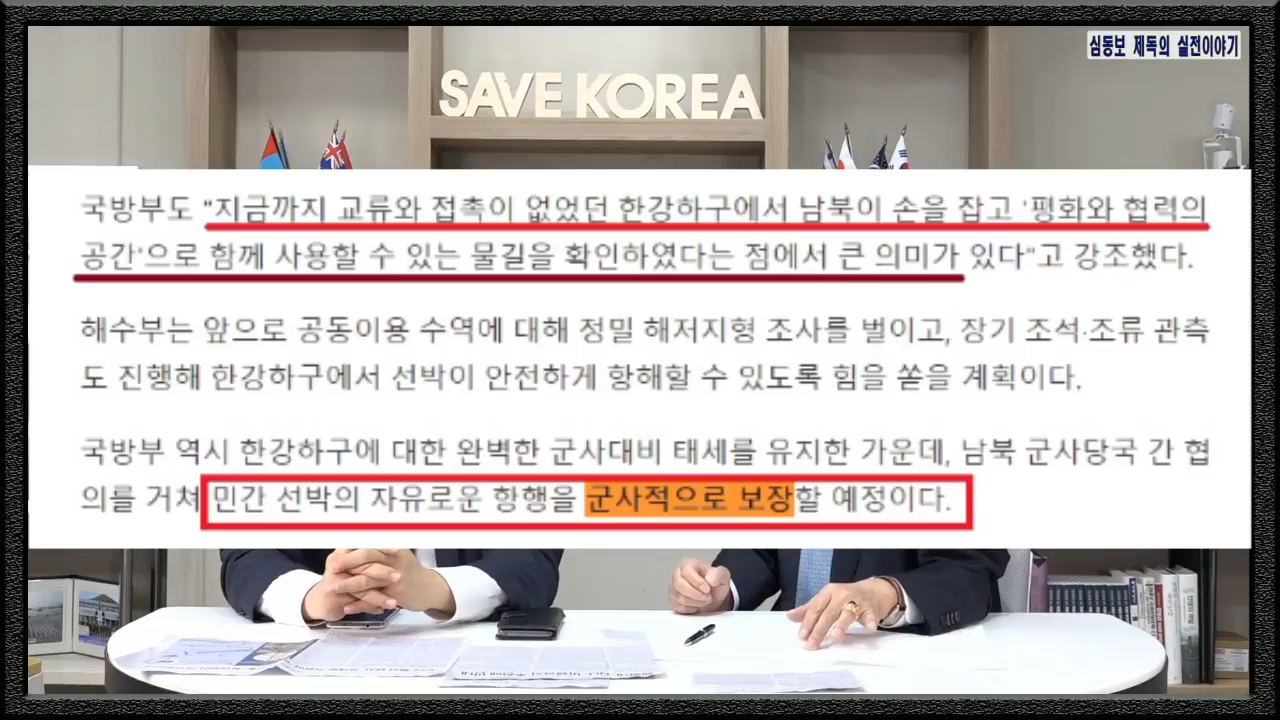 심동보 제독의 실전이야기
SAVE KOREA
국방부도 "지금까지 교류와 접촉이 없었던 한강하구에서 남북이 손을 잡고 '평화와 협력의
공간'으로 함께 사용할 수 있는 물길을 확인하였다는 점에서 큰 의미가 있다"고 강조했다.
해수부는 앞으로 공동이용 수역에 대해 정밀 해저지형 조사를 벌이고, 장기 조석·조류 관측
도 진행해 한강하구에서 선박이 안전하게 항해할 수 있도록 힘을 쏟을 계획이다.
국방부 역시 한강하구에 대한 완벽한 군사대비 태세를 유지한 가운데, 남북 군사당국 간 협
의를 거쳐 민간 선박의 자유로운 항행을 군사적으로 보장할 예정이다.